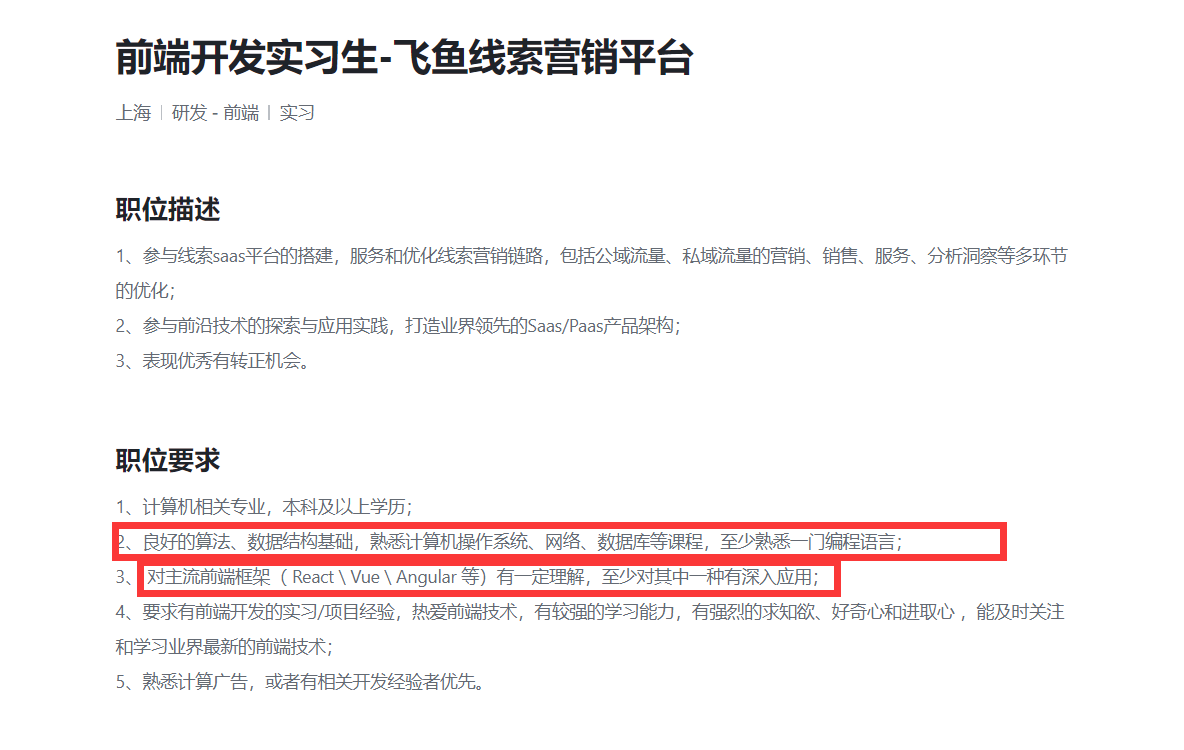 前端开发实习生-飞鱼线索营销平台
上海 | 研发 - 前端 | 实习
职位描述
1、参与线索saas平台的搭建，服务和优化线索营销链路，包括公域流量、私域流量的营销、销售、服务、分析洞察等多环节
的优化；
2、参与前沿技术的探索与应用实践，打造业界领先的Saas/Paas产品架构；
3、表现优秀有转正机会。
职位要求
1、计算机相关专业，本科及以上学历；
2、良好的算法、数据结构基础，熟悉计算机操作系统、网络、数据库等课程，至少熟悉一门编程语言；
3、对主流前端框架（ React \ Vue \ Angular 等）有一定理解，至少对其中一种有深入应用；
4、要求有前端开发的实习/项目经验，热爱前端技术，有较强的学习能力，有强烈的求知欲、好奇心和进取心 ，能及时关注
和学习业界最新的前端技术；
5、熟悉计算广告，或者有相关开发经验者优先。